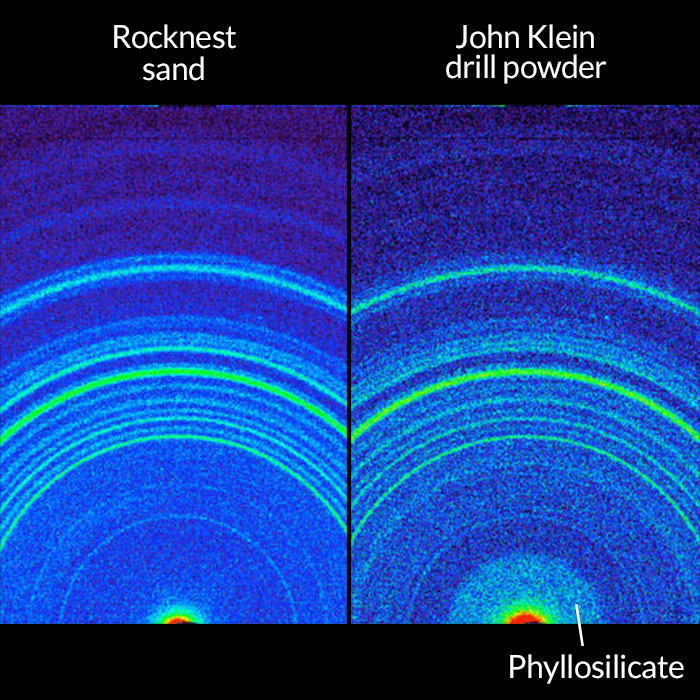 Rocknest
sand
John Klein
drill powder
Phyllosilicate